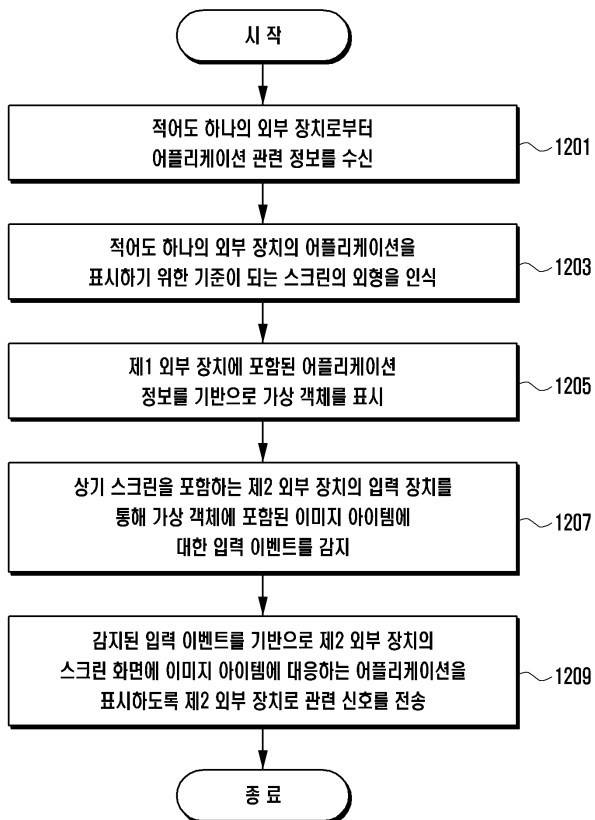 시 작
적어도 하나의 외부 장치로부터
어플리케이션 관련 정보를 수신
1201
적어도 하나의 외부 장치의 어플리케이션을
표시하기 위한 기준이 되는 스크린의 외형을 인식
1203
제1 외부 장치에 포함된 어플리케이션
정보를 기반으로 가상 객체를 표시
1205
상기 스크린을 포함하는 제2 외부 장치의 입력 장치를
통해 가상 객체에 포함된 이미지 아이템에
대한 입력 이벤트를 감지
1207
감지된 입력 이벤트를 기반으로 제2 외부 장치의
스크린 화면에 이미지 아이템에 대응하는 어플리케이션을
표시하도록 제2 외부 장치로 관련 신호를 전송
1209
종 료